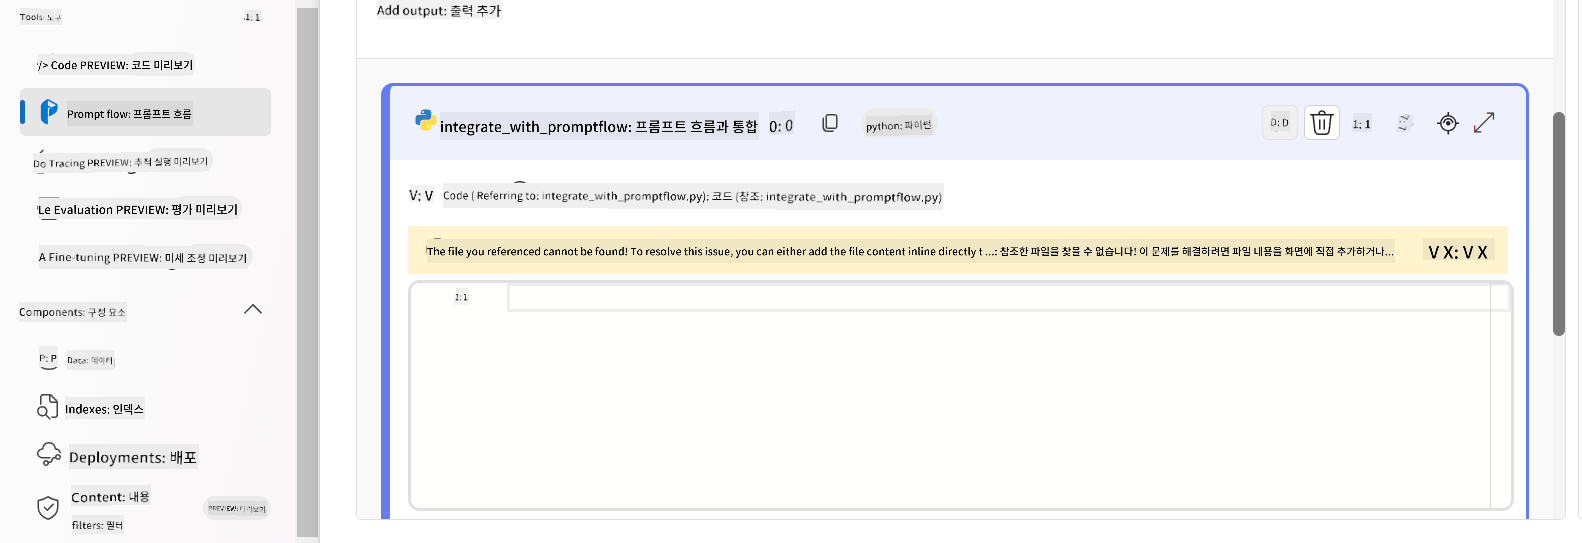 Tools: 도구
1: 1
/> Code PREVIEW: 코드 미리보기
Prompt flow: 프롬프트 흐름
Do Tracing PREVIEW: 추적 실행 미리보기
Le Evaluation PREVIEW: 평가 미리보기
A Fine-tuning PREVIEW: 미세 조정 미리보기
Components: 구성 요소
P: P
Data: 데이터
Indexes: 인덱스
Deployments: 배포
Content: 내용
filters: 필터
PREVIEW: 미리보기
Add output: 출력 추가
integrate_with_promptflow: 프롬프트 흐름과 통합
0: 0
python: 파이썬
D: D
1: 1
V: V
Code ( Referring to: integrate_with_promptflow.py): 코드 (참조: integrate_with_promptflow.py)
The file you referenced cannot be found! To resolve this issue, you can either add the file content inline directly t ...: 참조한 파일을 찾을 수 없습니다! 이 문제를 해결하려면 파일 내용을 화면에 직접 추가하거나...
V X: V X
1: 1